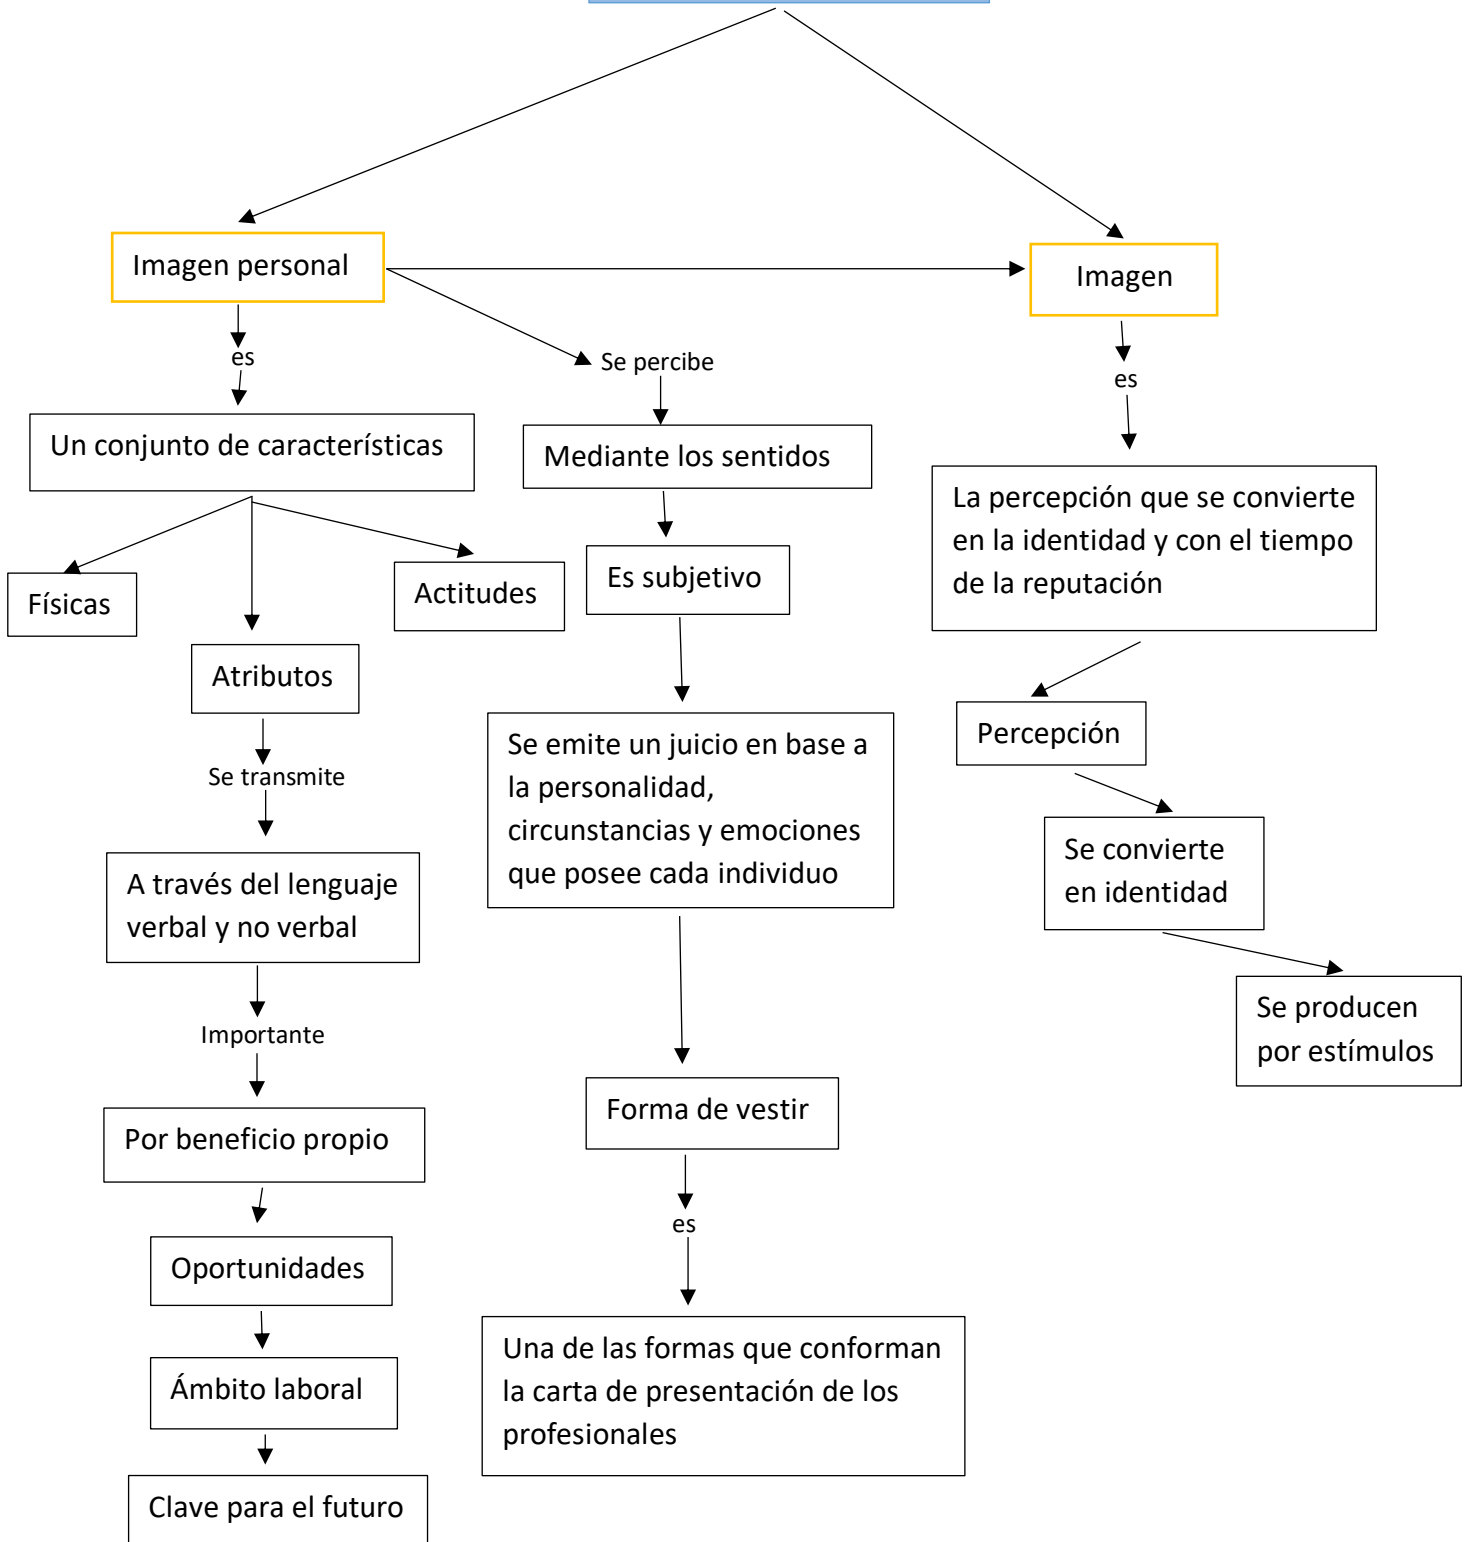 Imagen personal
Imagen
es
Se percibe
es
Un conjunto de características
Mediante los sentidos
La percepción que se convierte
en la identidad y con el tiempo
de la reputación
Físicas
Actitudes
Es subjetivo
Atributos
Se transmite
Se emite un juicio en base a
la personalidad,
circunstancias y emociones
que posee cada individuo
Percepción
Se convierte
en identidad
A través del lenguaje
verbal y no verbal
Se producen
por estímulos
Importante
Por beneficio propio
Forma de vestir
es
Oportunidades
Una de las formas que conforman
la carta de presentación de los
profesionales
Ámbito laboral
Clave para el futuro